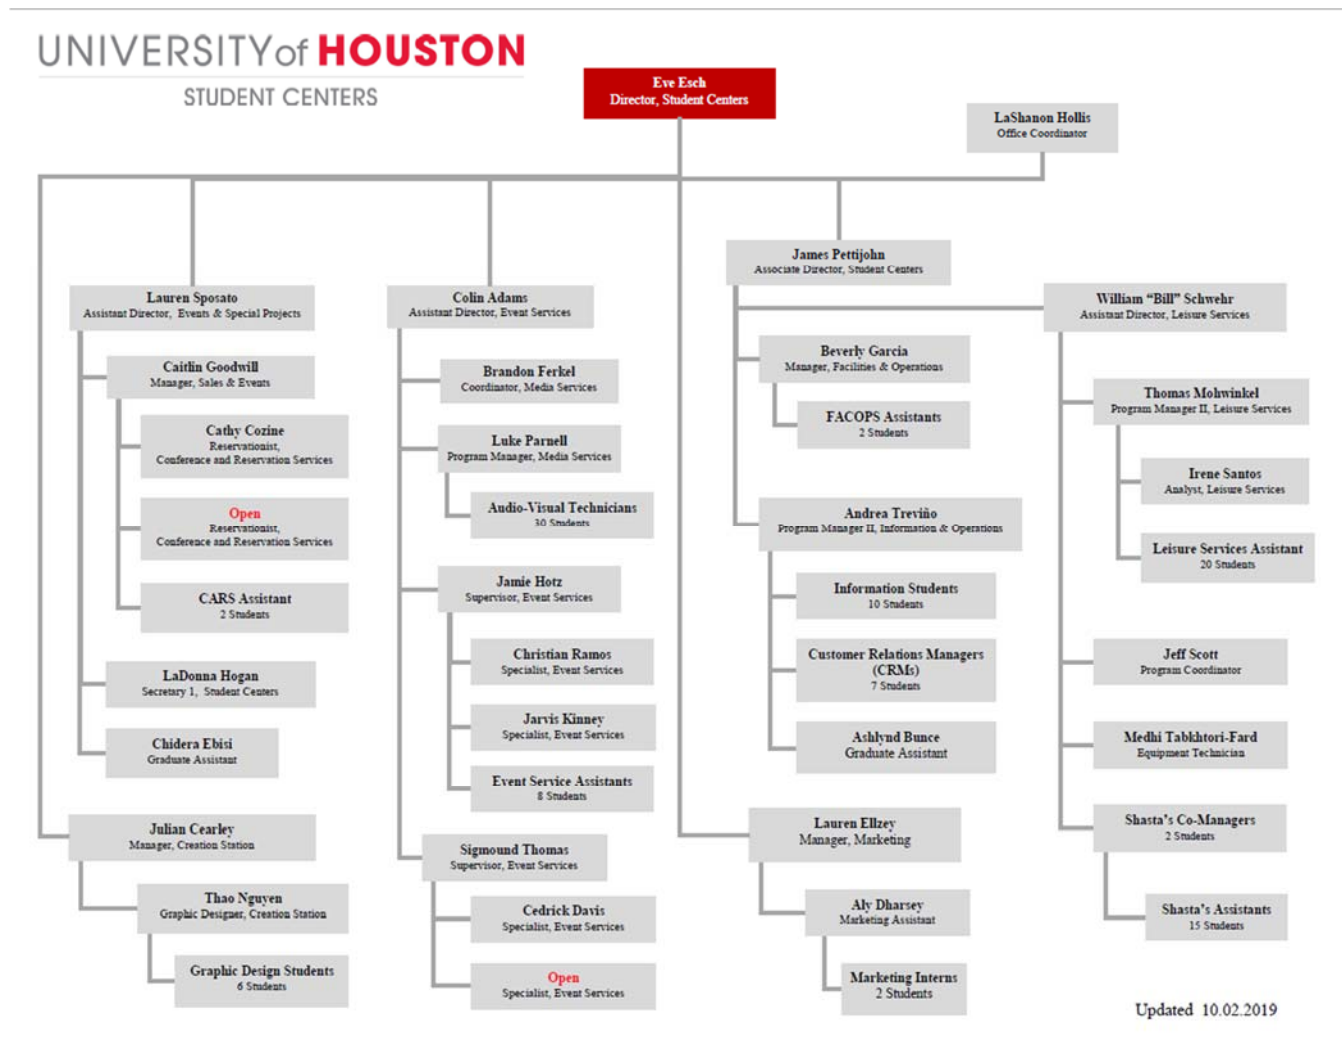 UNIVERSITY of HOUSTON
STUDENT CENTERS
Eve Esch
Director, Student Centers
LaShanon Hollis
Office Coordinator
Lauren Sposato
Assistant Director, Events & Special Projects
Caitlin Goodwill
Manager, Sales & Events
Cathy Cozine
Reservationist,
Conference and Reservation Services
Open
Reservationist,
Conference and Reservation Services
CARS Assistant
2 Students
LaDonna Hogan
Secretary 1, Student Centers
Chidera Ebisi
Graduate Assistant
Julian Cearley
Manager, Creation Station
Thao Nguyen
Graphic Designer, Creation Station
Graphic Design Students
6 Students
Colin Adams
Assistant Director, Event Services
Brandon Ferkel
Coordinator, Media Services
Luke Parnell
Program Manager, Media Services
Audio-Visual Technicians
30 Students
Jamie Hotz
Supervisor, Event Services
Christian Ramos
Specialist, Event Services
Jarvis Kinney
Specialist, Event Services
Event Service Assistants
8 Students
Sigmound Thomas
Supervisor, Event Services
Cedrick Davis
Specialist, Event Services
Open
Specialist, Event Services
James Pettijohn
Associate Director, Student Centers
Beverly Garcia
Manager, Facilities & Operations
FACOPS Assistants
2 Students
Andrea Treviño
Program Manager II, Information & Operations
Information Students
10 Students
Customer Relations Managers
(CRMs)
7 Students
Ashlynd Bunce
Graduate Assistant
Lauren Ellzey
Manager, Marketing
Aly Dharsey
Marketing Assistant
Marketing Interns
2 Students
William “Bill” Schwehr
Assistant Director, Leisure Services
Thomas Mohwinkel
Program Manager II, Leisure Services
Irene Santos
Analyst, Leisure Services
Leisure Services Assistant
20 Students
Jeff Scott
Program Coordinator
Medhi Tabkhtori-Fard
Equipment Technician
Shasta’s Co-Managers
2 Students
Shasta’s Assistants
15 Students
Updated 10.02.2019